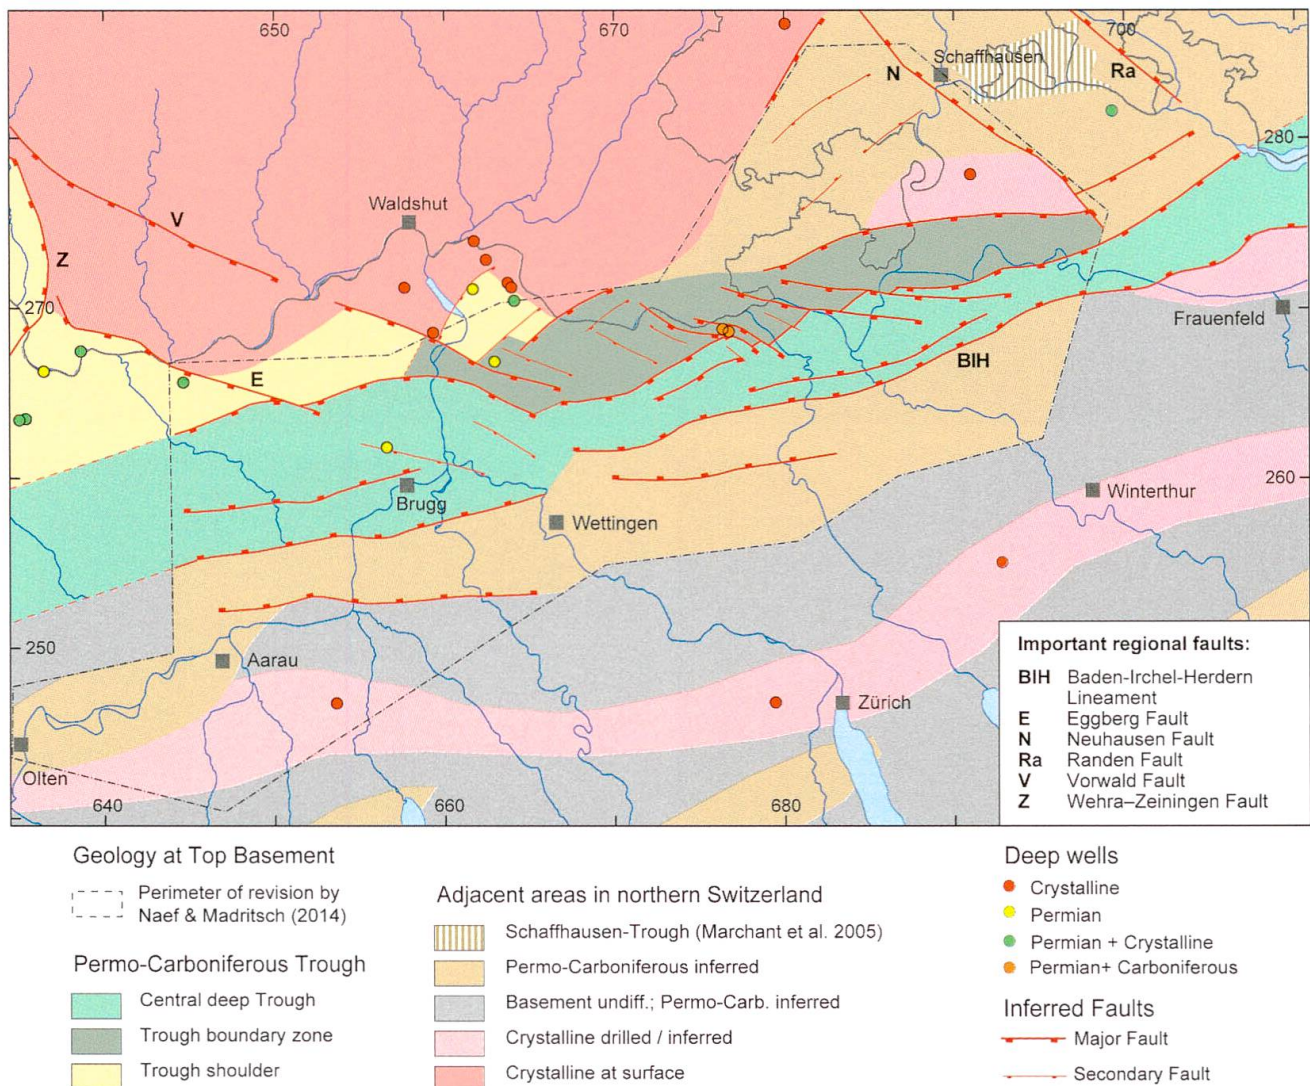 650
670
700
N
Schaffhausen
Ra
280
Waldshut
V
Z
270
Frauenfeld
E
BIH
260
Brugg
Winterthur
Wettingen
250
Aarau
Zürich
Olten
640
660
680
Important regional faults:
BIH Baden-Irchel-Herdern
Lineament
E Eggberg Fault
N Neuhausen Fault
Ra Randen Fault
V Vorwald Fault
Z Wehra–Zeiningen Fault
Geology at Top Basement
Perimeter of revision by
Naef & Madritsch (2014)
Permo-Carboniferous Trough
Central deep Trough
Trough boundary zone
Trough shoulder
Adjacent areas in northern Switzerland
Schaffhausen-Trough (Marchant et al. 2005)
Permo-Carboniferous inferred
Basement undiff.; Permo-Carb. inferred
Crystalline drilled / inferred
Crystalline at surface
Deep wells
Crystalline
Permian
Permian + Crystalline
Permian+ Carboniferous
Inferred Faults
Major Fault
Secondary Fault